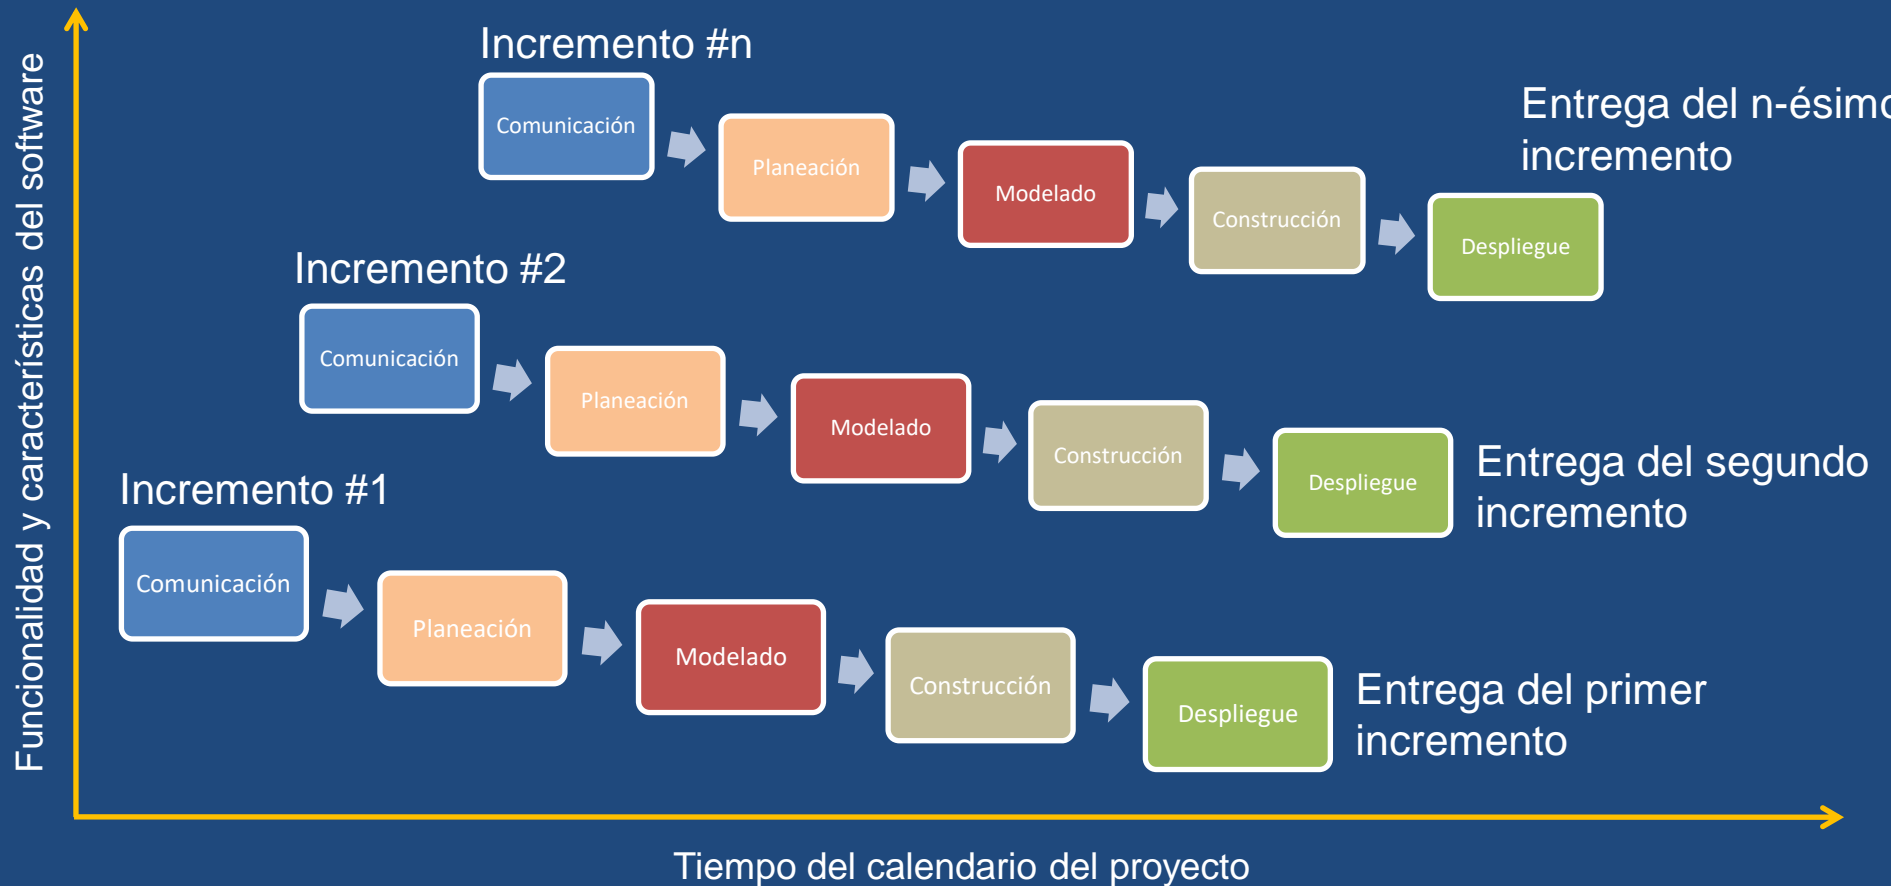 Funcionalidad y características del software
Incremento #n
Comunicación
Planeación
Modelado
Construcción
Despliegue
Entrega del n-ésimo
incremento
Incremento #2
Comunicación
Planeación
Modelado
Construcción
Despliegue
Entrega del segundo
incremento
Incremento #1
Comunicación
Planeación
Modelado
Construcción
Despliegue
Entrega del primer
incremento
Tiempo del calendario del proyecto